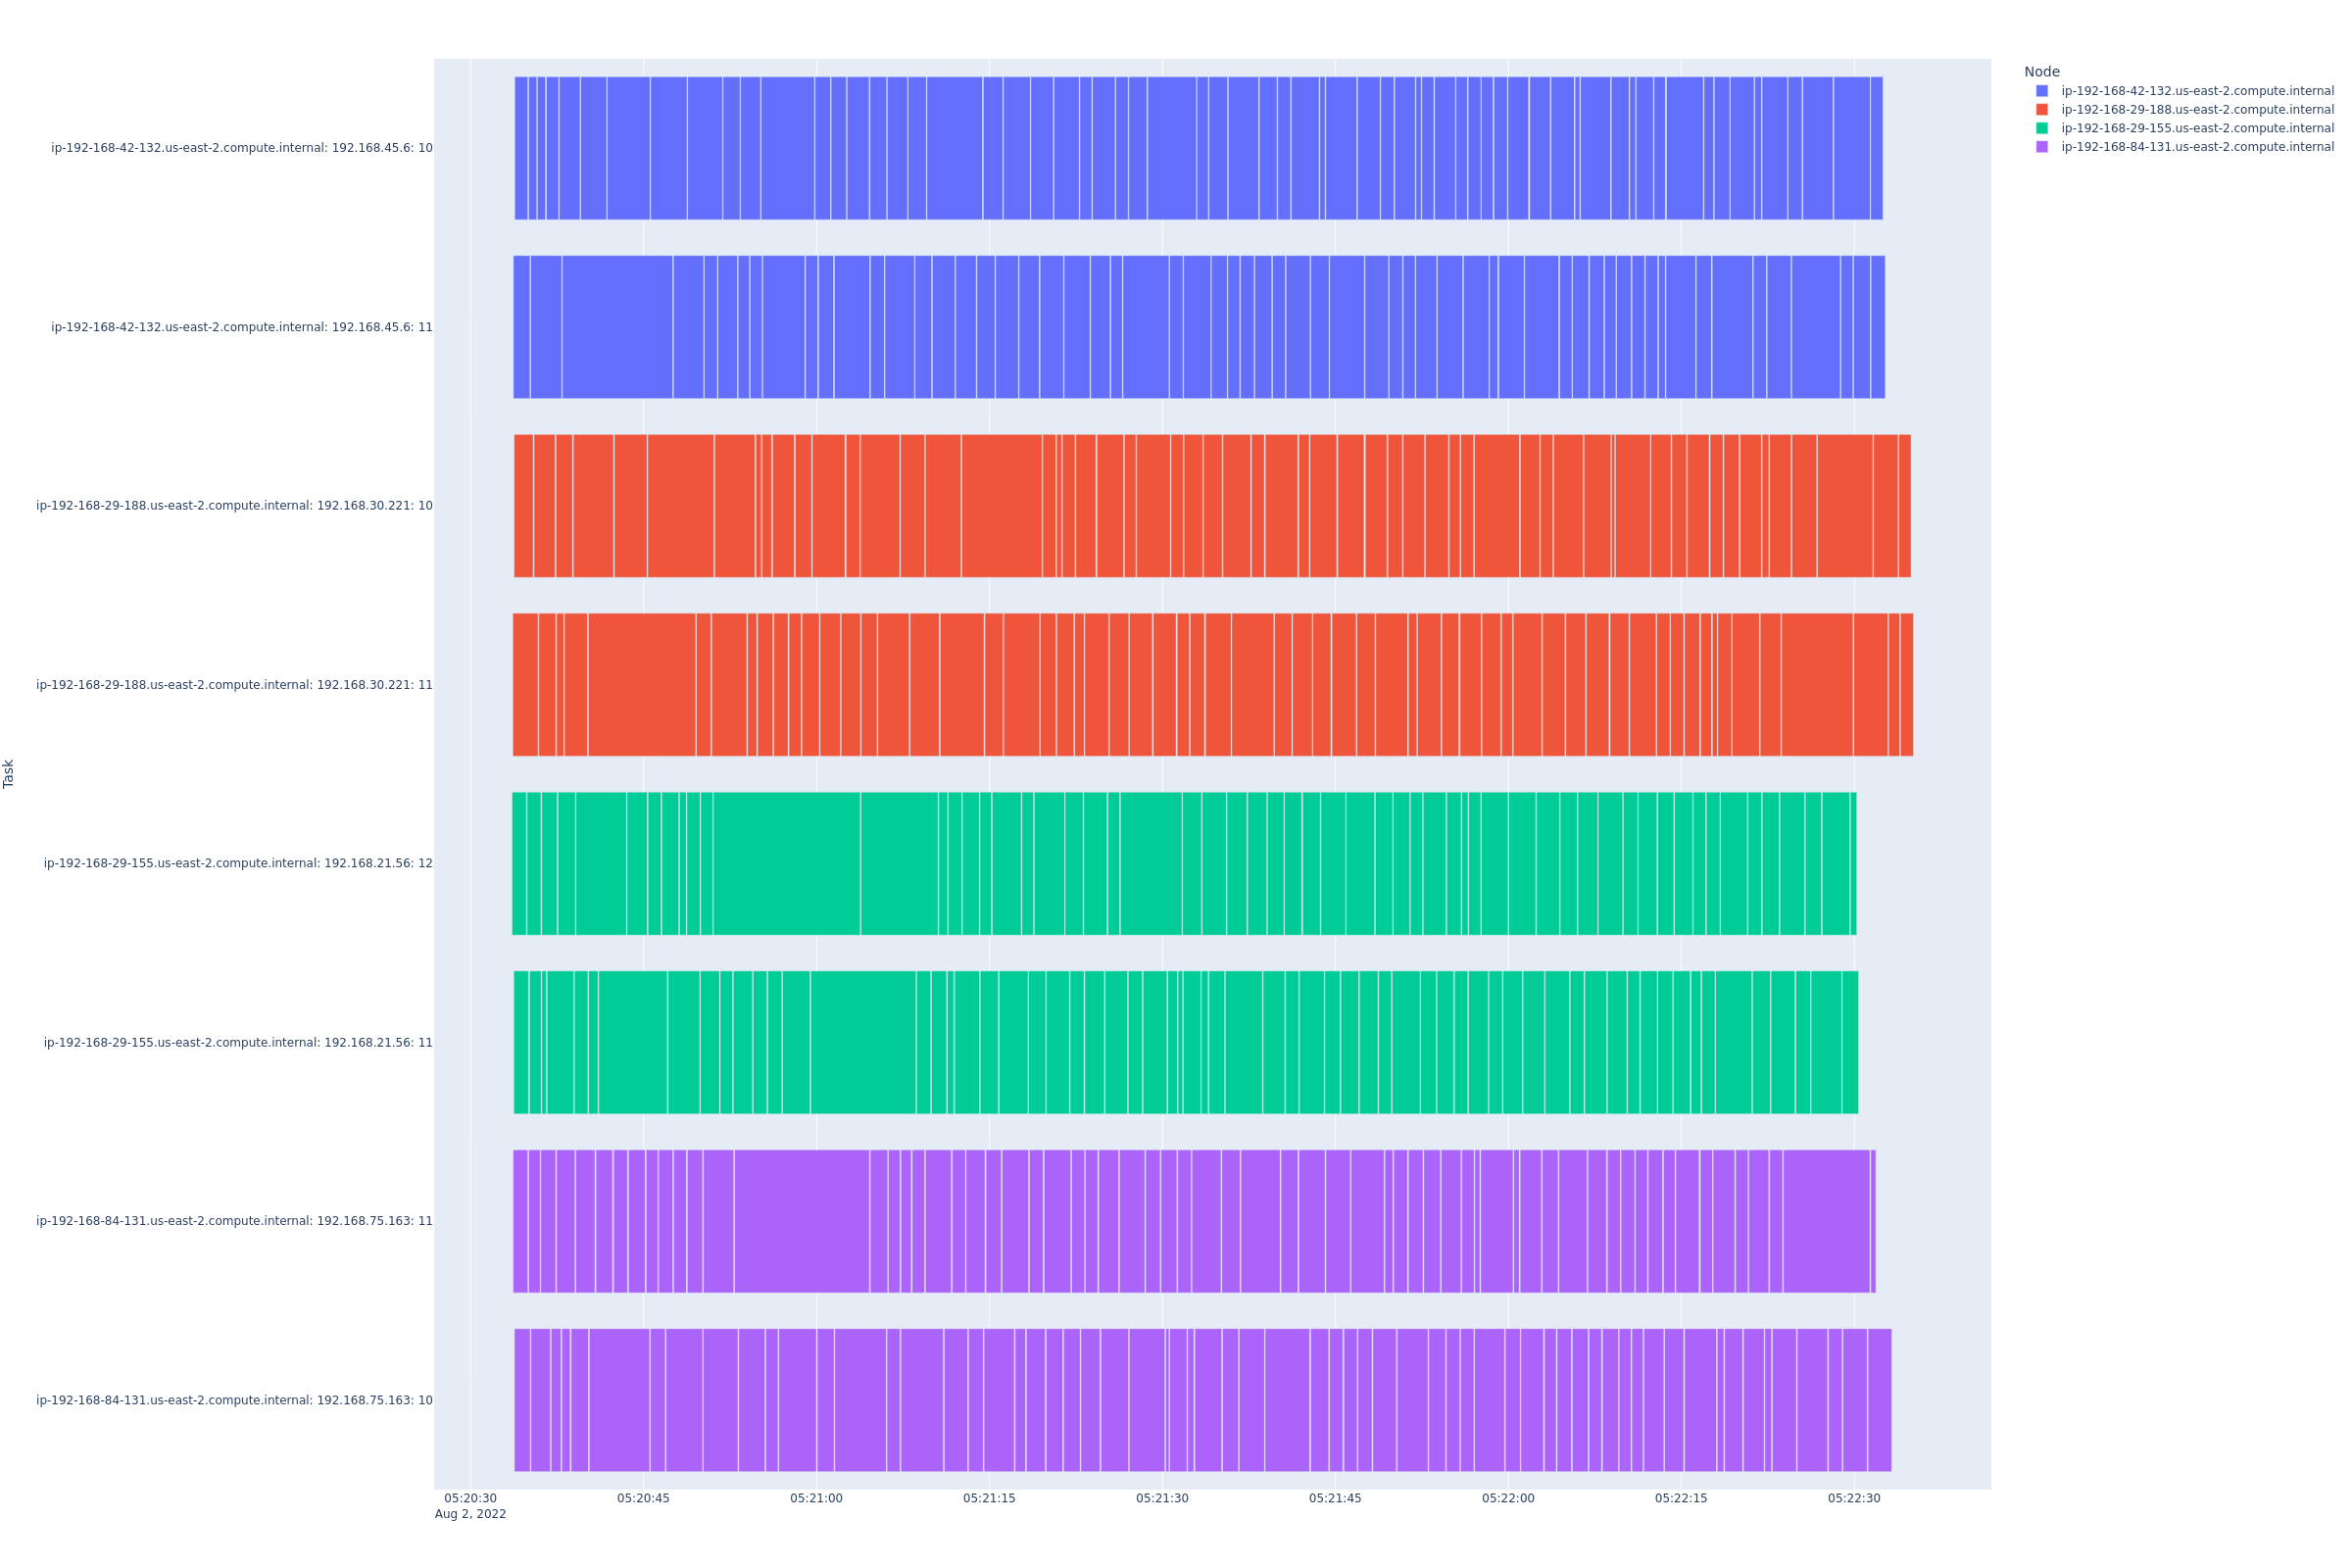 Node
ip-192-168-42-132.us-east-2.compute.internal
ip-192-168-29-188.us-east-2.compute.internal
ip-192-168-29-155.us-east-2.compute.internal
ip-192-168-84-131.us-east-2.compute.internal
ip-192-168-42-132.us-east-2.compute.internal: 192.168.45.6: 10
ip-192-168-42-132.us-east-2.compute.internal: 192.168.45.6: 11
ip-192-168-29-188.us-east-2.compute.internal: 192.168.30.221: 10
ip-192-168-29-188.us-east-2.compute.internal: 192.168.30.221: 11
Task
ip-192-168-29-155.us-east-2.compute.internal: 192.168.21.56: 12
ip-192-168-29-155.us-east-2.compute.internal: 192.168.21.56: 11
ip-192-168-84-131.us-east-2.compute.internal: 192.168.75.163: 11
ip-192-168-84-131.us-east-2.compute.internal: 192.168.75.163: 10
05:20:30 05:20:45 05:21:00 05:21:15 05:21:30 05:21:45 05:22:00 05:22:15 05:22:30
Aug 2, 2022